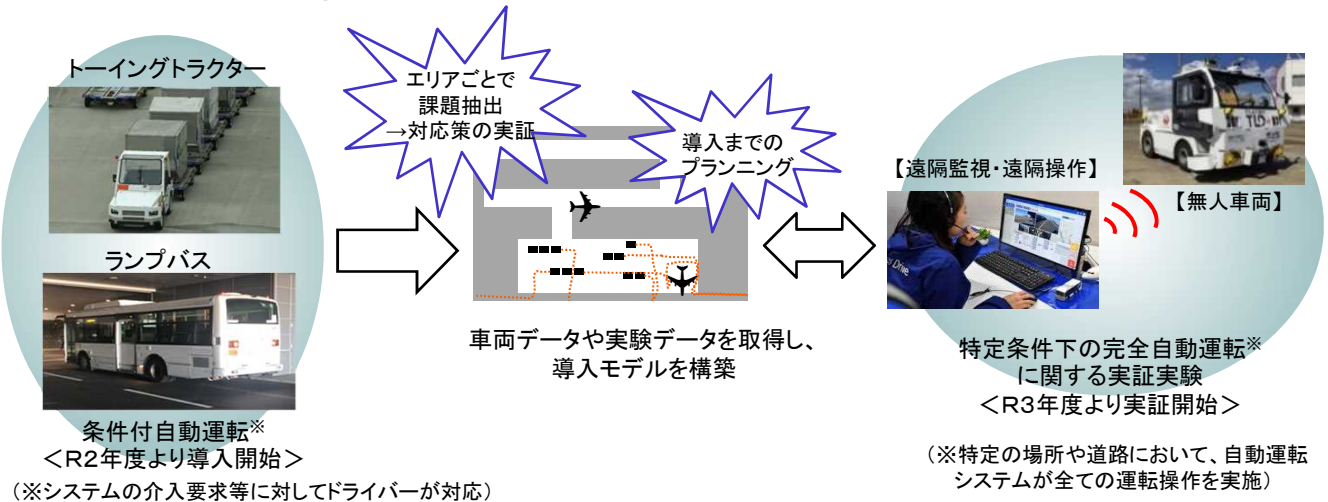 トーイングトラクター
ランプバス
条件付自動運転※
<R2年度より導入開始>
(※システムの介入要求等に対してドライバーが対応)
エリアごとで
課題抽出
→対応策の実証
導入までの
プランニング
車両データや実験データを取得し、
導入モデルを構築
【遠隔監視・遠隔操作】
TLD
【無人車両】
特定条件下の完全自動運転※
に関する実証実験
<R3年度より実証開始>
(※特定の場所や道路において、自動運転
システムが全ての運転操作を実施)